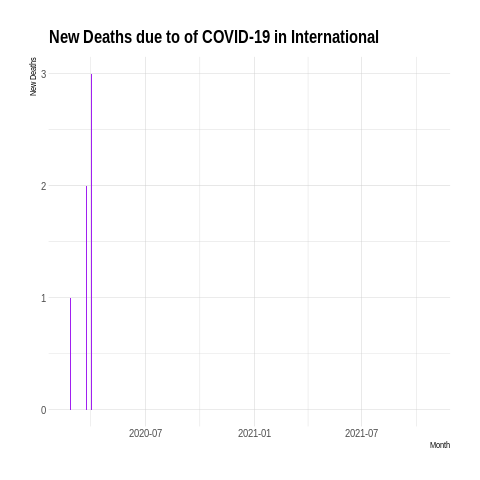 New Deaths due to of COVID-19 in International
New Deaths
3
2
1
0
2020-07 2021-01 2021-07
Month